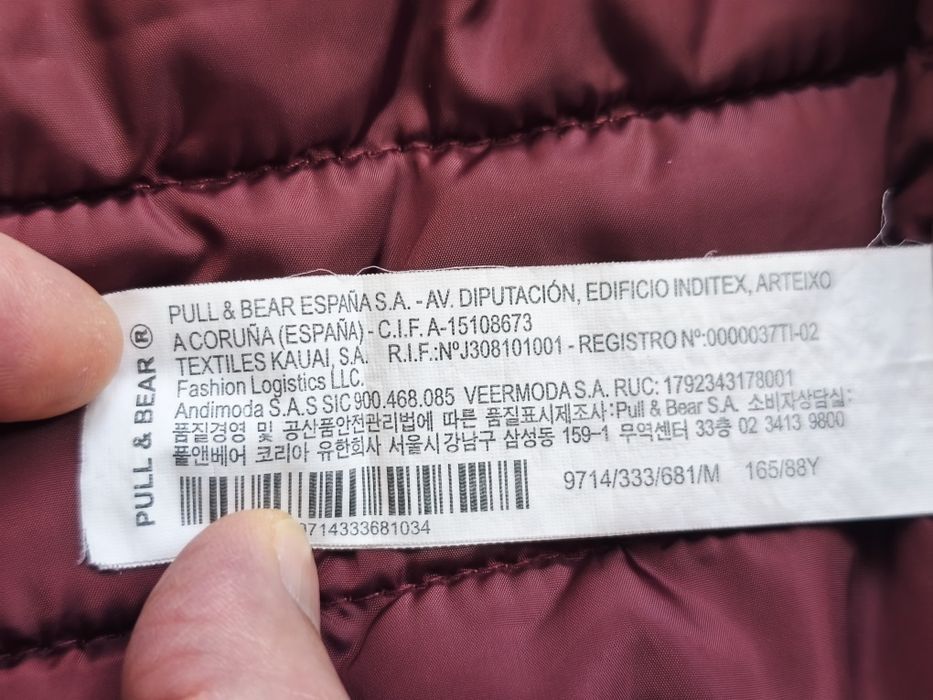 PULL & BEAR ®
PULL & BEAR ESPAÑA S.A. - AV. DIPUTACIÓN, EDIFICIO INDITEX, ARTEIXO
A CORUÑA (ESPAÑA) - C.I.F. A-15108673
TEXTILES KAUAI, S.A. R.I.F.:NºJ308101001 - REGISTRO Nº:0000037TI-02
Fashion Logistics LLC.
Andimoda S.A.S SIC 900.468.085 VEERMODA S.A. RUC: 1792343178001
품질경영 및 공산품안전관리법에 따른 품질표시제조사:Pull & Bear S.A. 소비자상담실:
풀앤베어 코리아 유한회사 서울시 강남구 삼성동 159-1 무역센터 33층 02 3413 9800
9714/333/681/M 165/88Y
9714333681034